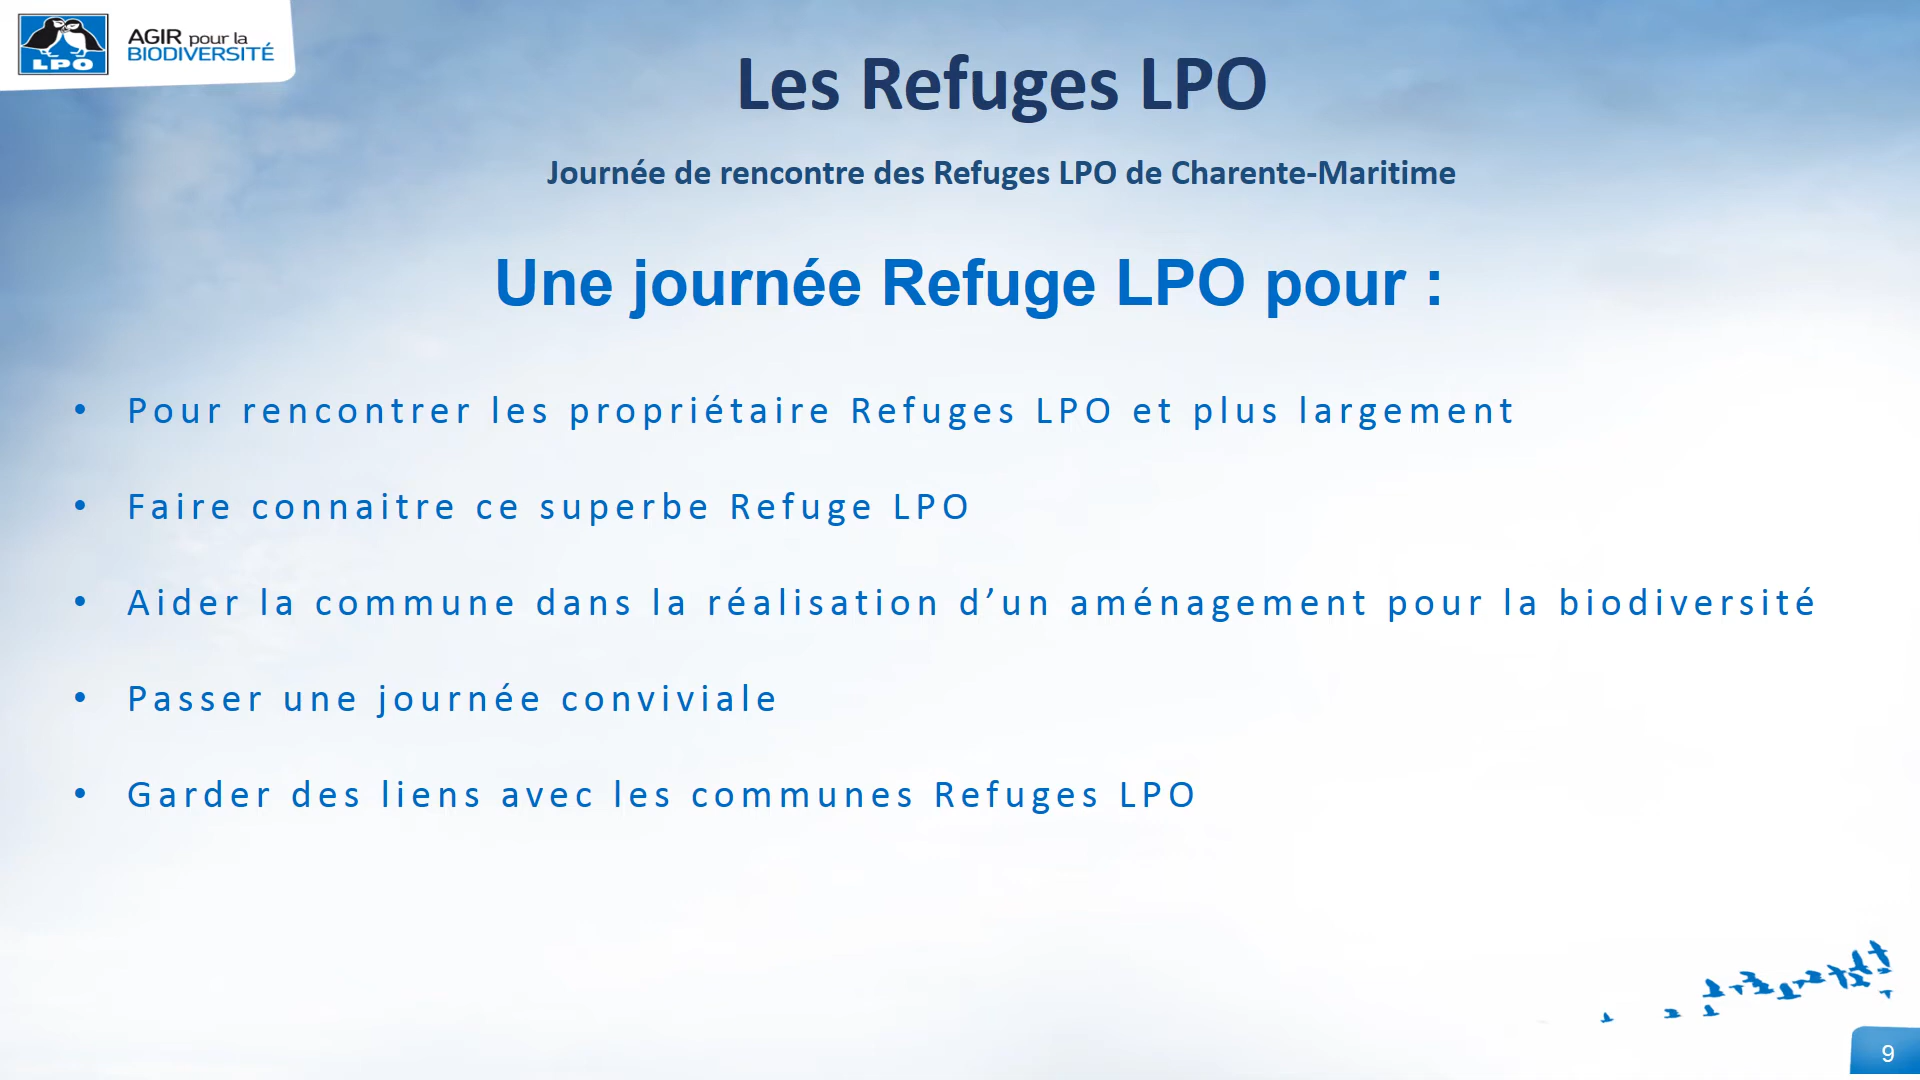 LPO
AGIR pour la
BIODIVERSITÉ
Les Refuges LPO
Journée de rencontre des Refuges LPO de Charente-Maritime
Une journée Refuge LPO pour :
• Pour rencontrer les propriétaire Refuges LPO et plus largement
• Faire connaitre ce superbe Refuge LPO
• Aider la commune dans la réalisation d’un aménagement pour la biodiversité
• Passer une journée conviviale
• Garder des liens avec les communes Refuges LPO
9